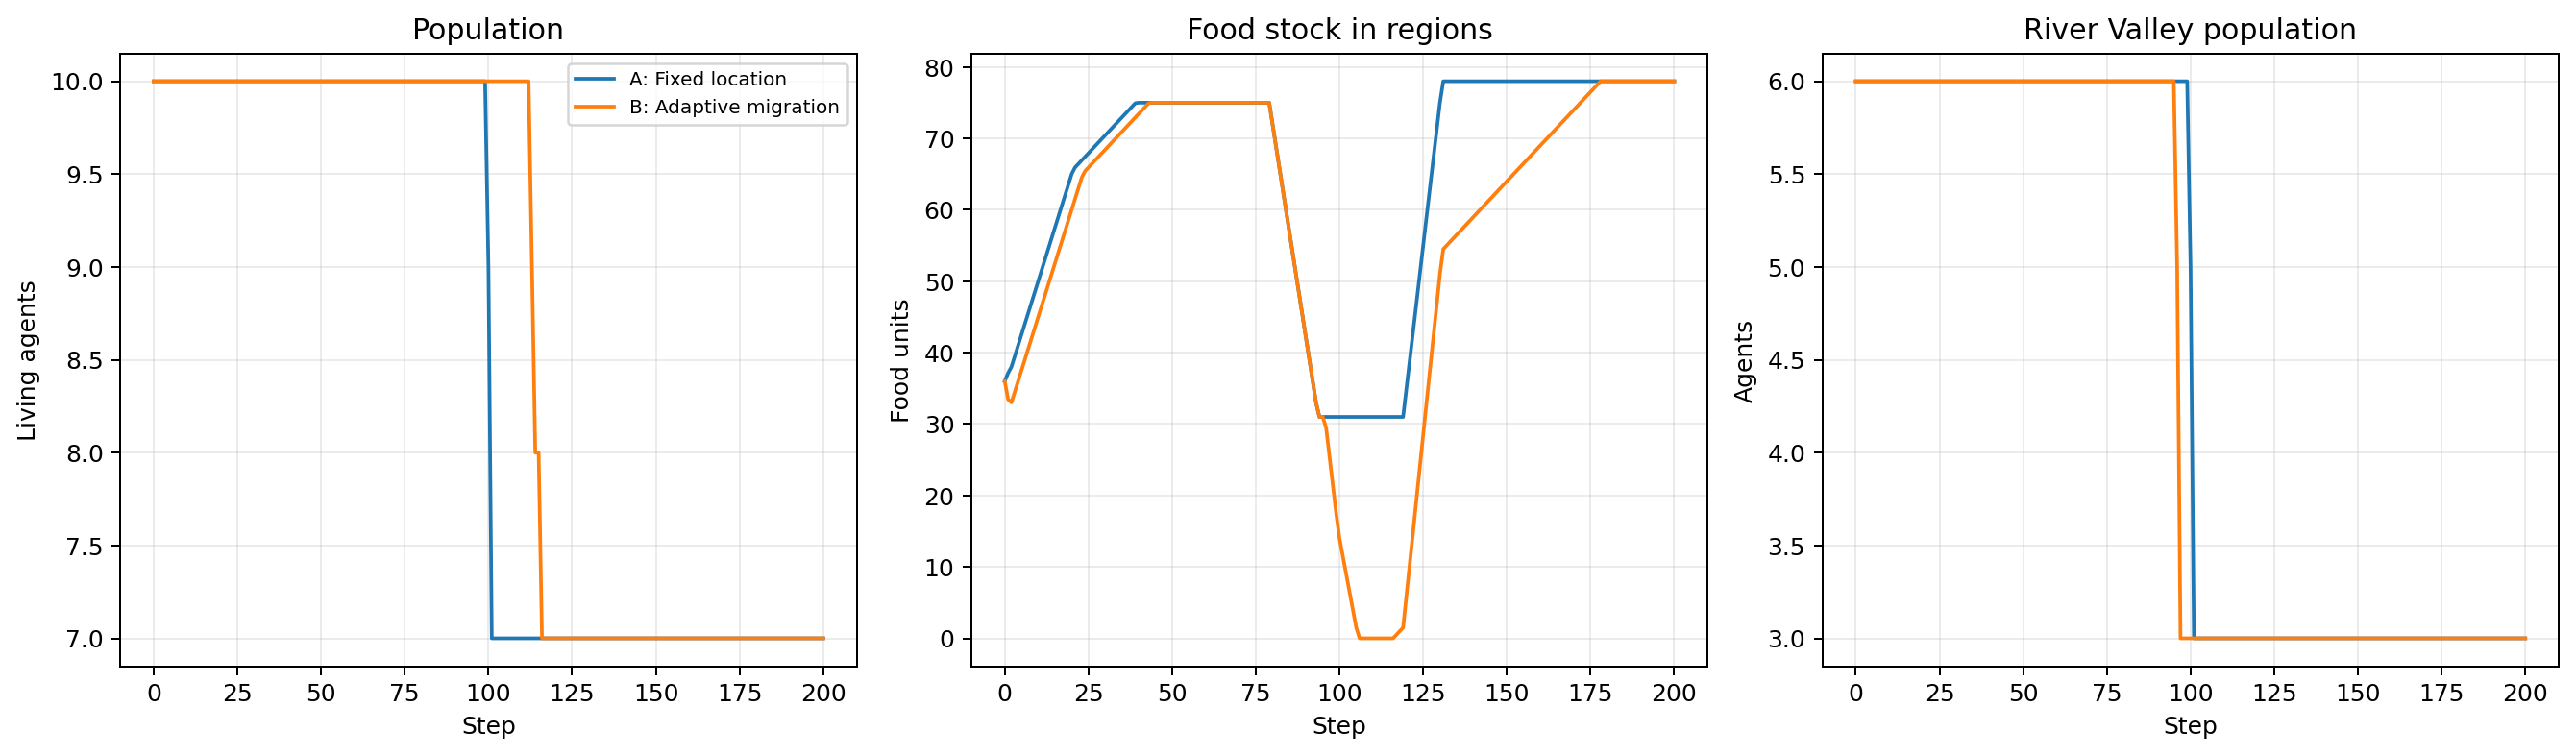 Population
Living agents
10.0
9.5
9.0
8.5
8.0
7.5
7.0
A: Fixed location
B: Adaptive migration
0 25 50 75 100 125 150 175 200
Step
Food stock in regions
Food units
80
70
60
50
40
30
20
10
0
0 25 50 75 100 125 150 175 200
Step
River Valley population
Agents
6.0
5.5
5.0
4.5
4.0
3.5
3.0
0 25 50 75 100 125 150 175 200
Step